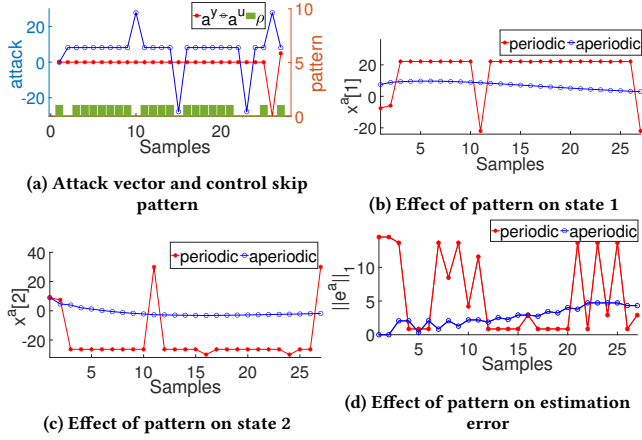 a^y a^u ρ
attack
pattern
20
0
-20
10
5
0
10 20
Samples
(a) Attack vector and control skip
pattern
periodic aperiodic
x^a[1]
20
0
-20
5 10 15 20 25
Samples
(b) Effect of pattern on state 1
periodic aperiodic
x^a[2]
40
20
0
-20
5 10 15 20 25
Samples
(c) Effect of pattern on state 2
periodic aperiodic
||e^a||_1
10
5
0
5 10 15 20 25
Samples
(d) Effect of pattern on estimation
error